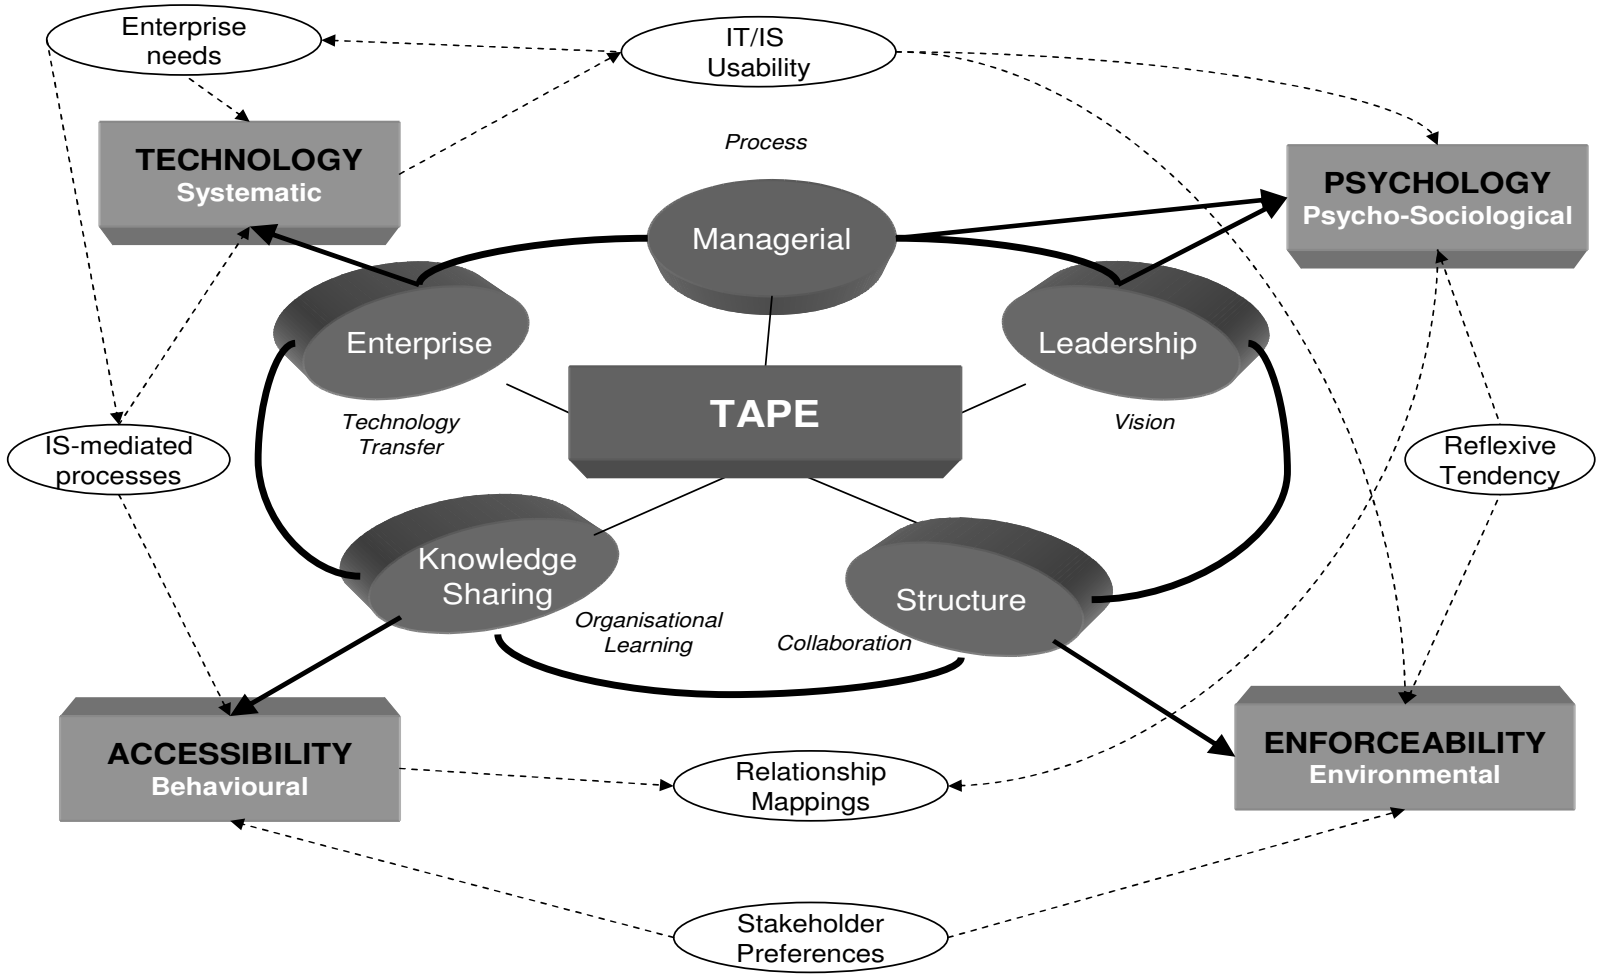 Enterprise
needs
IT/IS
Usability
Process
TECHNOLOGY
Systematic
PSYCHOLOGY
Psycho-Sociological
Managerial
Enterprise
Leadership
TAPE
Technology
Transfer
Vision
IS-mediated
processes
Reflexive
Tendency
Knowledge
Sharing
Structure
Organisational
Learning
Collaboration
ACCESSIBILITY
Behavioural
ENFORCEABILITY
Environmental
Relationship
Mappings
Stakeholder
Preferences